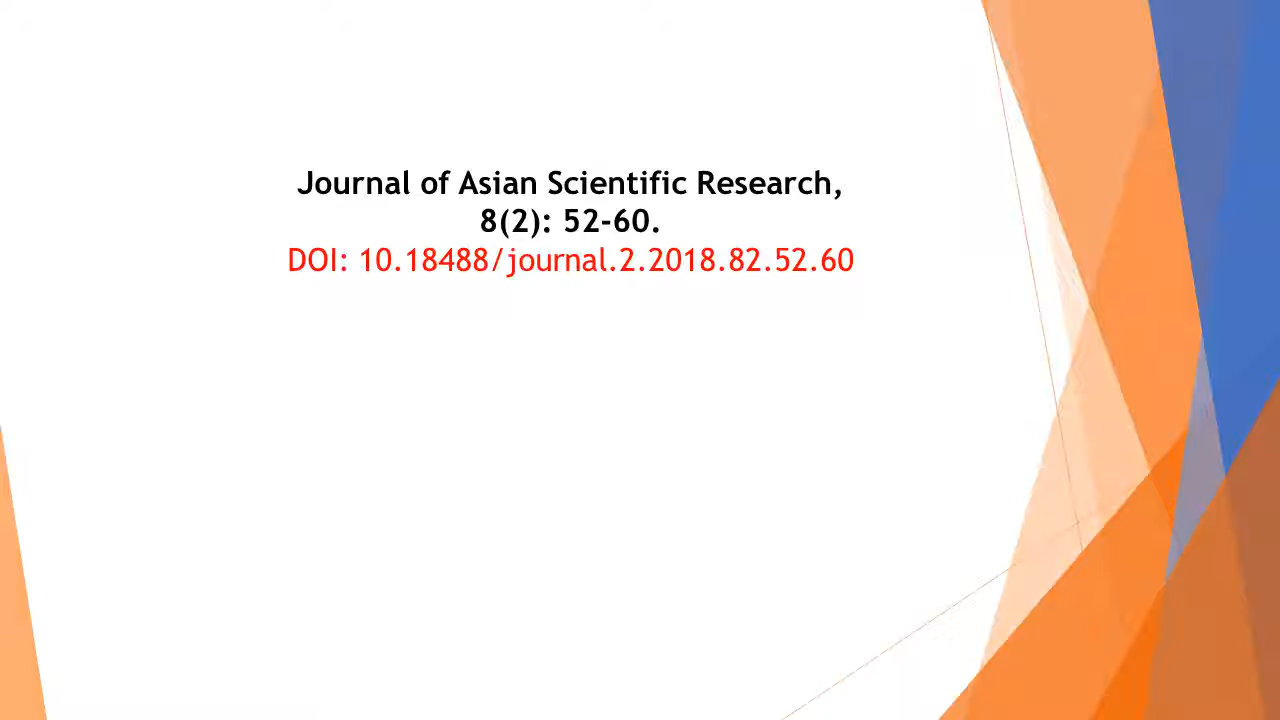 Journal of Asian Scientific Research,
8(2): 52-60.
DOI: 10.18488/journal.2.2018.82.52.60